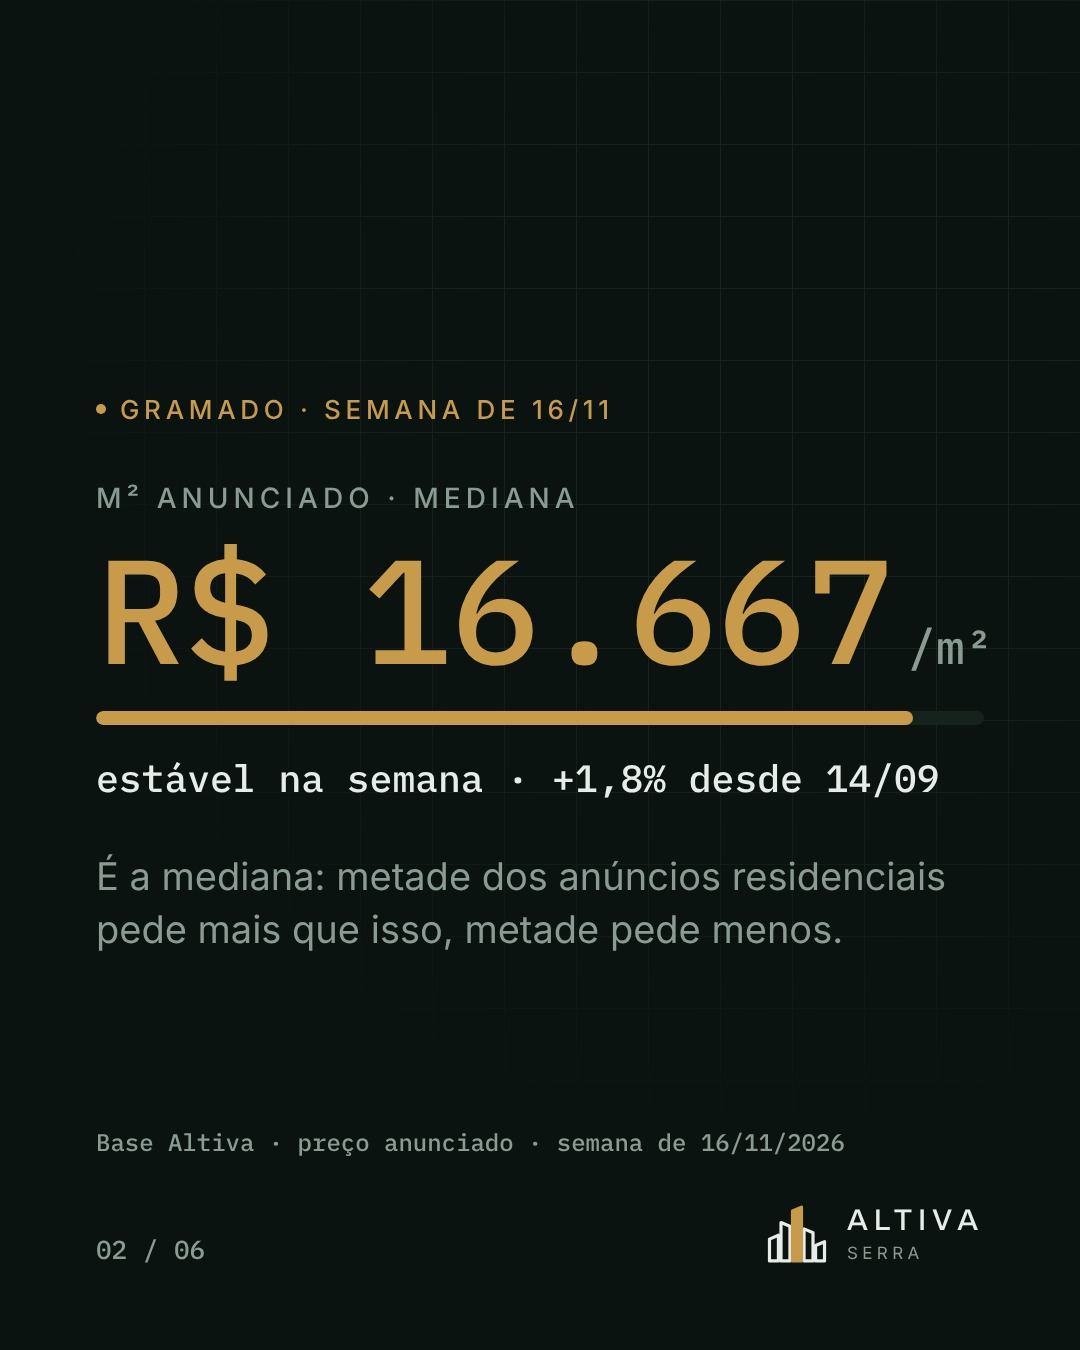 • GRAMADO · SEMANA DE 16/11
M² ANUNCIADO · MEDIANA
R$ 16.667 /m²
estável na semana · +1,8% desde 14/09
É a mediana: metade dos anúncios residenciais
pede mais que isso, metade pede menos.
Base Altiva · preço anunciado · semana de 16/11/2026
02 / 06
ALTIVA
SERRA